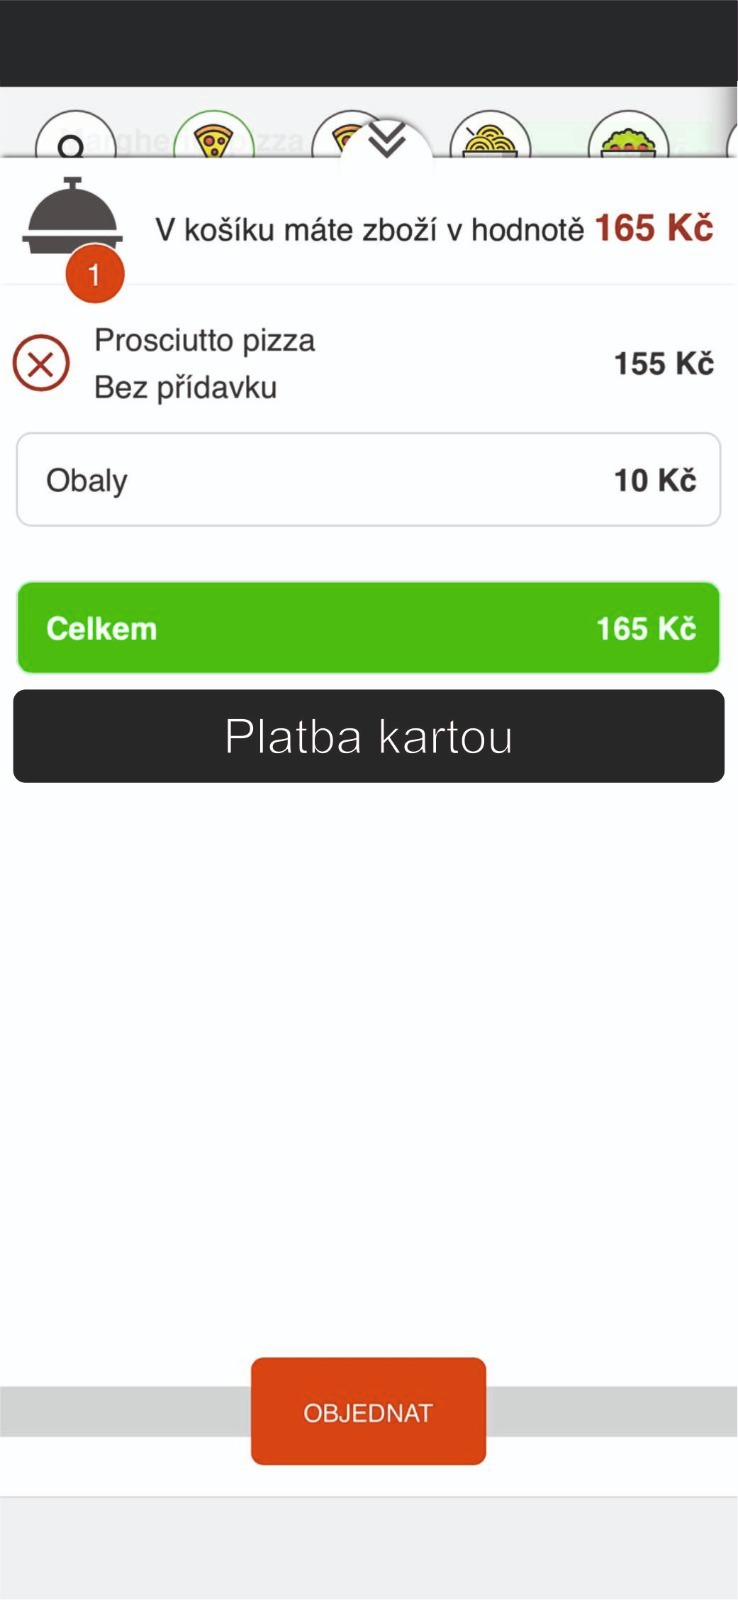 V košíku máte zboží v hodnotě 165 Kč
1
Prosciutto pizza
Bez přídavku
155 Kč
Obaly 10 Kč
Celkem 165 Kč
Platba kartou
OBJEDNAT